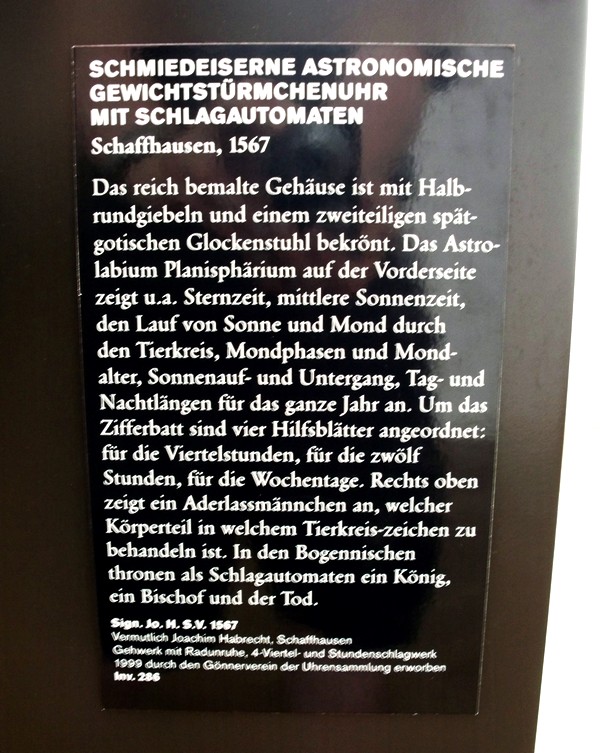 SCHMIEDEISERNE ASTRONOMISCHE
GEWICHTSTÜRMCHENUHR
MIT SCHLAGAUTOMATEN
Schaffhausen, 1567
Das reich bemalte Gehäuse ist mit Halb-
rundgiebeln und einem zweiteiligen spät-
gotischen Glockenstuhl bekrönt. Das Astro-
labium Planisphärium auf der Vorderseite
zeigt u.a. Sternzeit, mittlere Sonnenzeit,
den Lauf von Sonne und Mond durch
den Tierkreis, Mondphasen und Mond-
alter, Sonnenauf- und Untergang, Tag- und
Nachtlängen für das ganze Jahr an. Um das
Zifferbatt sind vier Hilfsblätter angeordnet:
für die Viertelstunden, für die zwölf
Stunden, für die Wochentage. Rechts oben
zeigt ein Aderlassmännchen an, welcher
Körperteil in welchem Tierkreis-zeichen zu
behandeln ist. In den Bogennischen
thronen als Schlagautomaten ein König,
ein Bischof und der Tod.
Sign. Jo. H. S.V. 1567
Vermutlich Joachim Habrecht, Schaffhausen
Gehwerk mit Radunruhe, 4-Viertel- und Stundenschlagwerk
1999 durch den Gönnerverein der Uhrensammlung erworben
Inv. 286